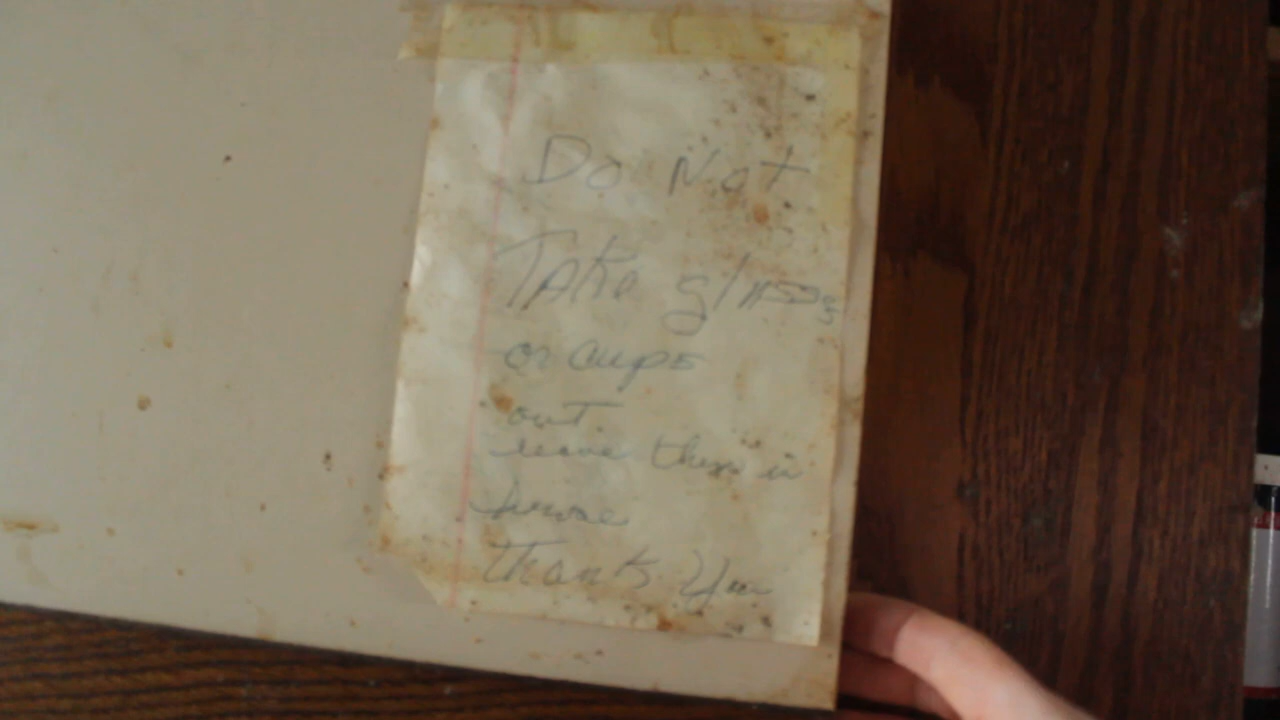 Do Not
Take glasses
or cups
out.
leave them in
house
Thank You